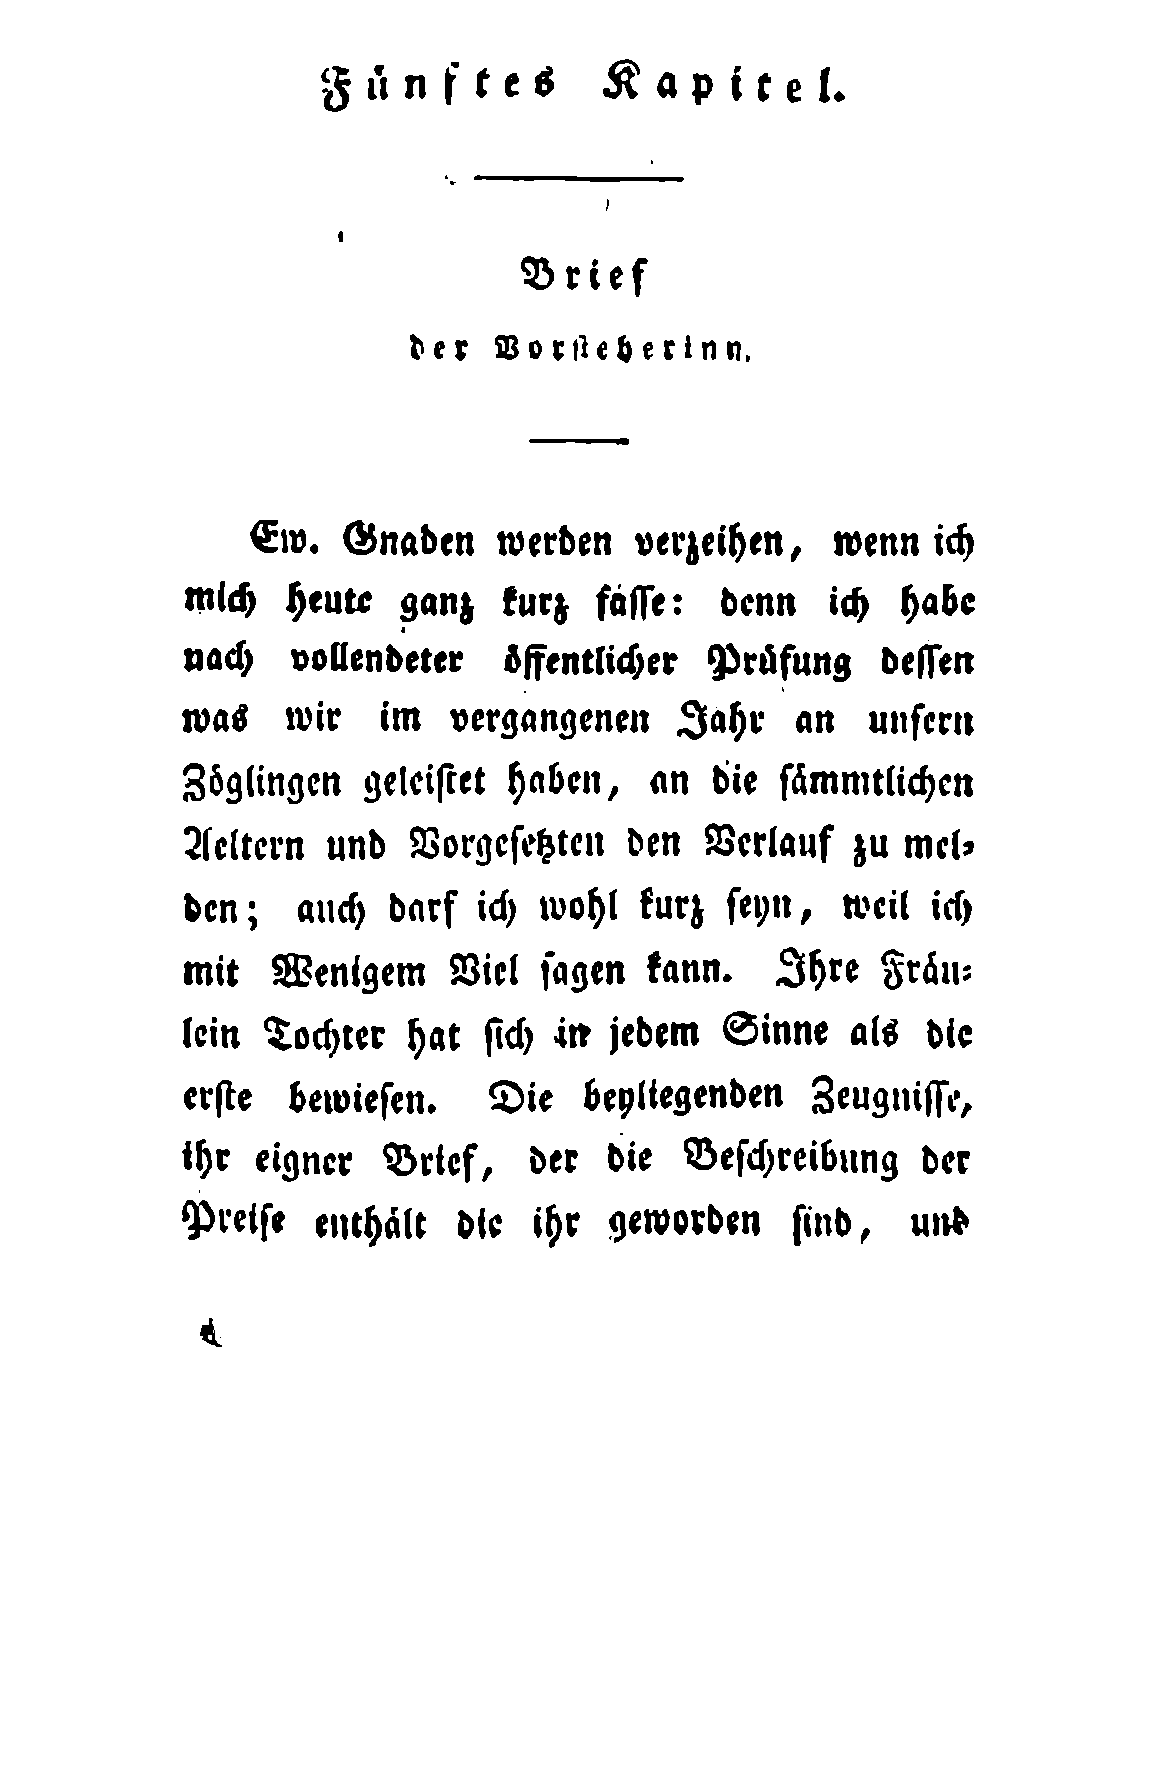 Fünftes Kapitel.
Brief
der Vorsteherinn.
Ew. Gnaden werden verzeihen, wenn ich
mich heute ganz kurz fasse: denn ich habe
nach vollendeter öffentlicher Prüfung dessen
was wir im vergangenen Jahr an unsern
Zöglingen geleistet haben, an die sämmtlichen
Aeltern und Vorgesetzten den Verlauf zu mel-
den; auch darf ich wohl kurz seyn, weil ich
mit Wenigem Viel sagen kann. Ihre Fräu-
lein Tochter hat sich in jedem Sinne als die
erste bewiesen. Die beyliegenden Zeugnisse,
ihr eigner Brief, der die Beschreibung der
Preise enthält die ihr geworden sind, und